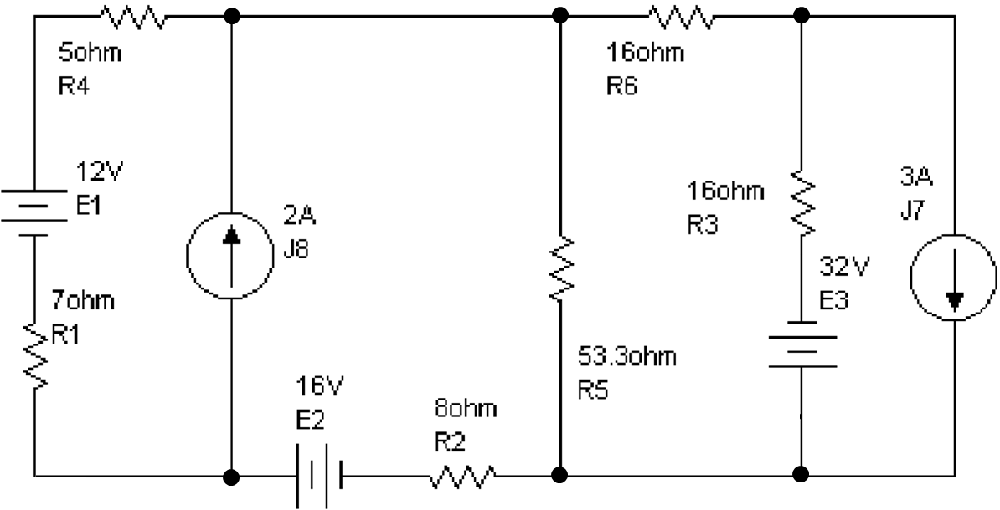 5ohm
R4
16ohm
R6
12V
E1
2A
J8
16ohm
R3
3A
J7
32V
E3
7ohm
R1
53.3ohm
R5
16V
E2
8ohm
R2